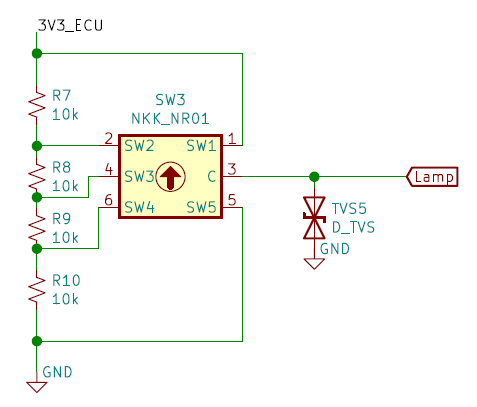 3V3_ECU
R7
10k
SW3
NKK_NR01
2 SW2 SW1 1
R8
10k
4 SW3 C 3
Lamp
6 SW4 SW5 5
R9
10k
TVS5
D_TVS
GND
R10
10k
GND